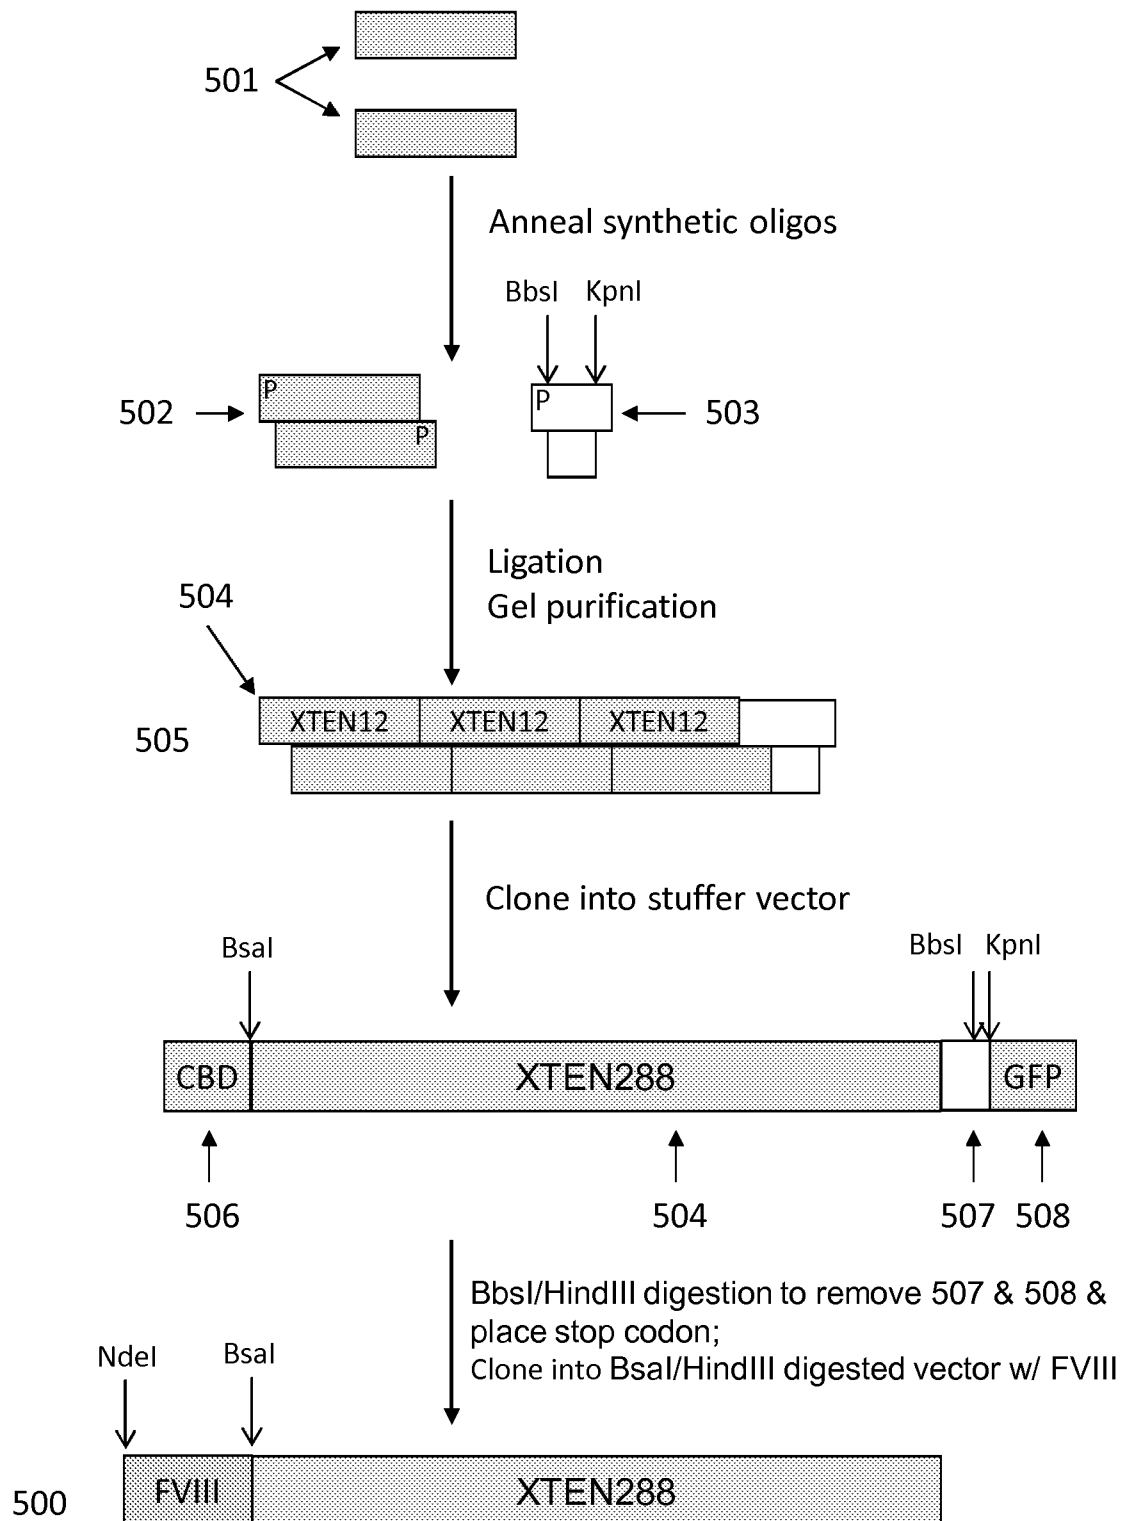 501
Anneal synthetic oligos
BbsI KpnI
P
P
P
502
503
Ligation
Gel purification
504
XTEN12 XTEN12 XTEN12
505
Clone into stuffer vector
BsaI
BbsI KpnI
CBD XTEN288 GFP
506 504 507 508
BbsI/HindIII digestion to remove 507 & 508 &
place stop codon;
Clone into BsaI/HindIII digested vector w/ FVIII
NdeI BsaI
FVIII XTEN288
500